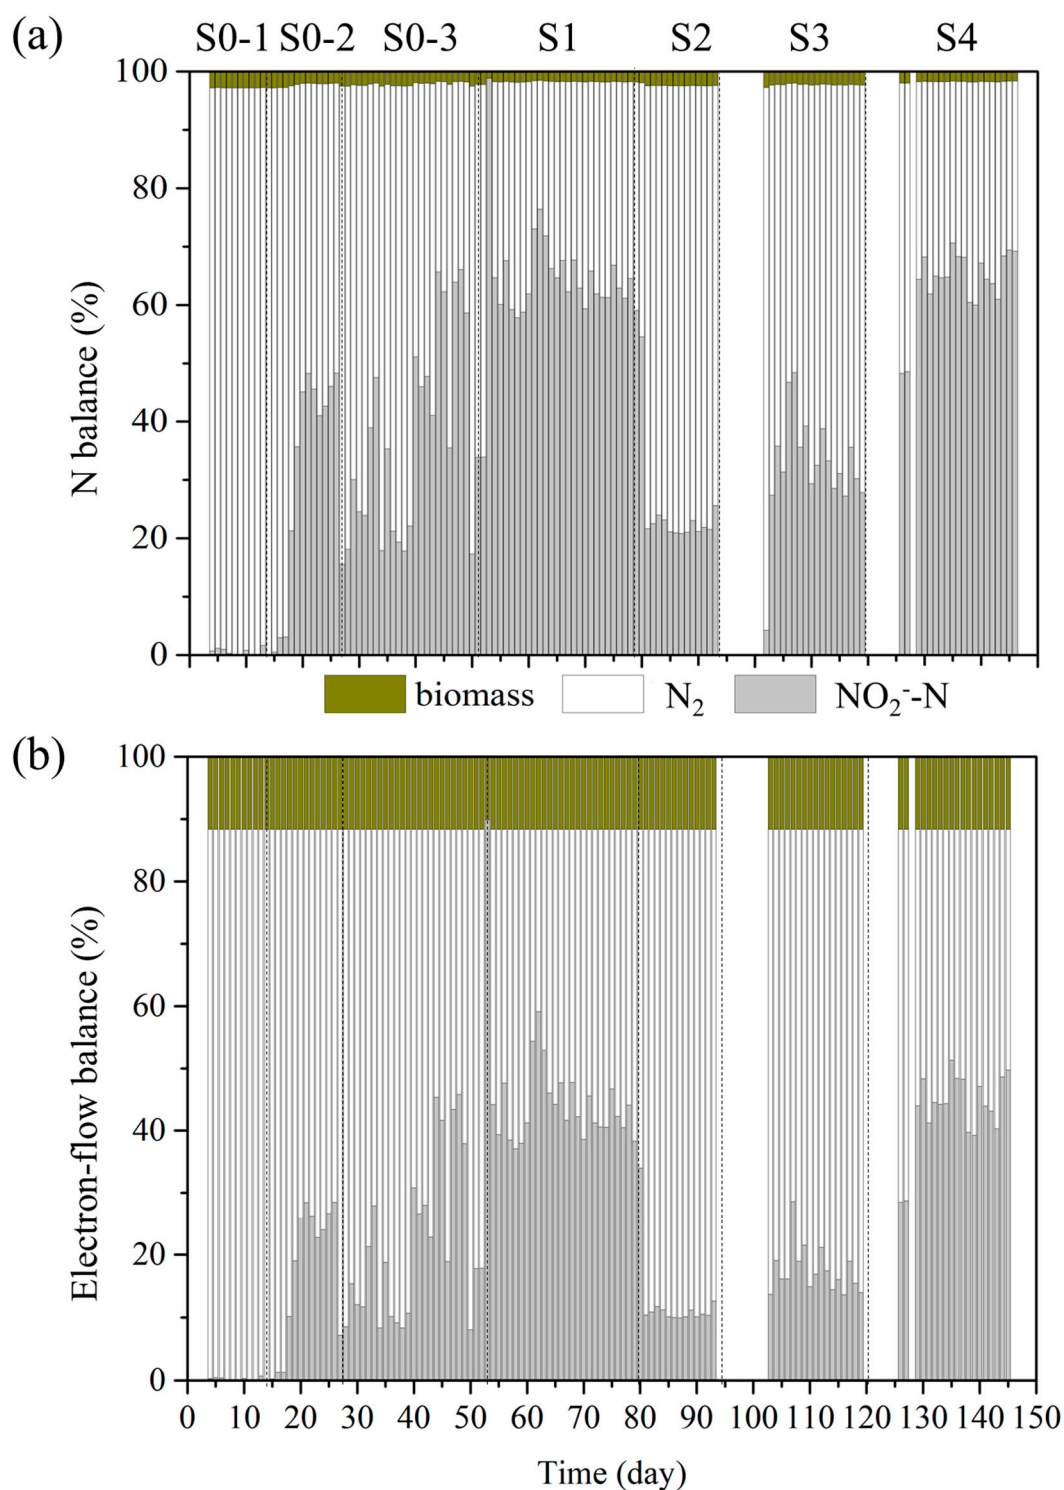 (a)
S0-1 S0-2 S0-3 S1 S2 S3 S4
100
80
60
40
20
0
N balance (%)
biomass N₂ NO₂⁻-N
(b)
100
80
60
40
20
0
Electron-flow balance (%)
0 10 20 30 40 50 60 70 80 90 100 110 120 130 140 150
Time (day)